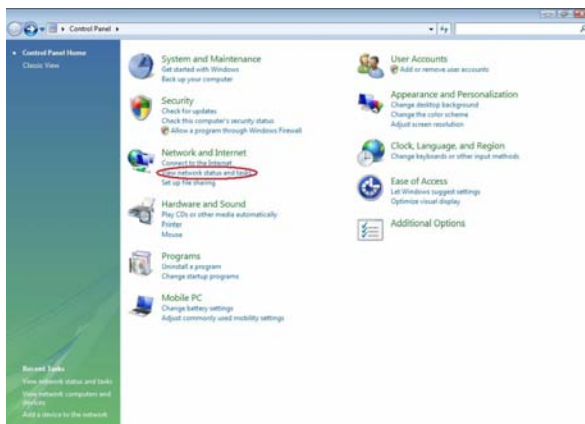 Control Panel
Control Panel Home
Classic View
System and Maintenance
Get started with Windows
Back up your computer
Security
Check for updates
Check this computer's security status
Allow a program through Windows Firewall
Network and Internet
Connect to the Internet
View network status and tasks
Set up file sharing
Hardware and Sound
Play CDs or other media automatically
Printer
Mouse
Programs
Uninstall a program
Change startup programs
Mobile PC
Change battery settings
Adjust commonly used mobility settings
User Accounts
Add or remove user accounts
Appearance and Personalization
Change desktop background
Change the color scheme
Adjust screen resolution
Clock, Language, and Region
Change keyboards or other input methods
Ease of Access
Let Windows suggest settings
Optimize visual display
Additional Options
Recent Tasks
View network status and tasks
View network computers and
devices
Add a device to the network